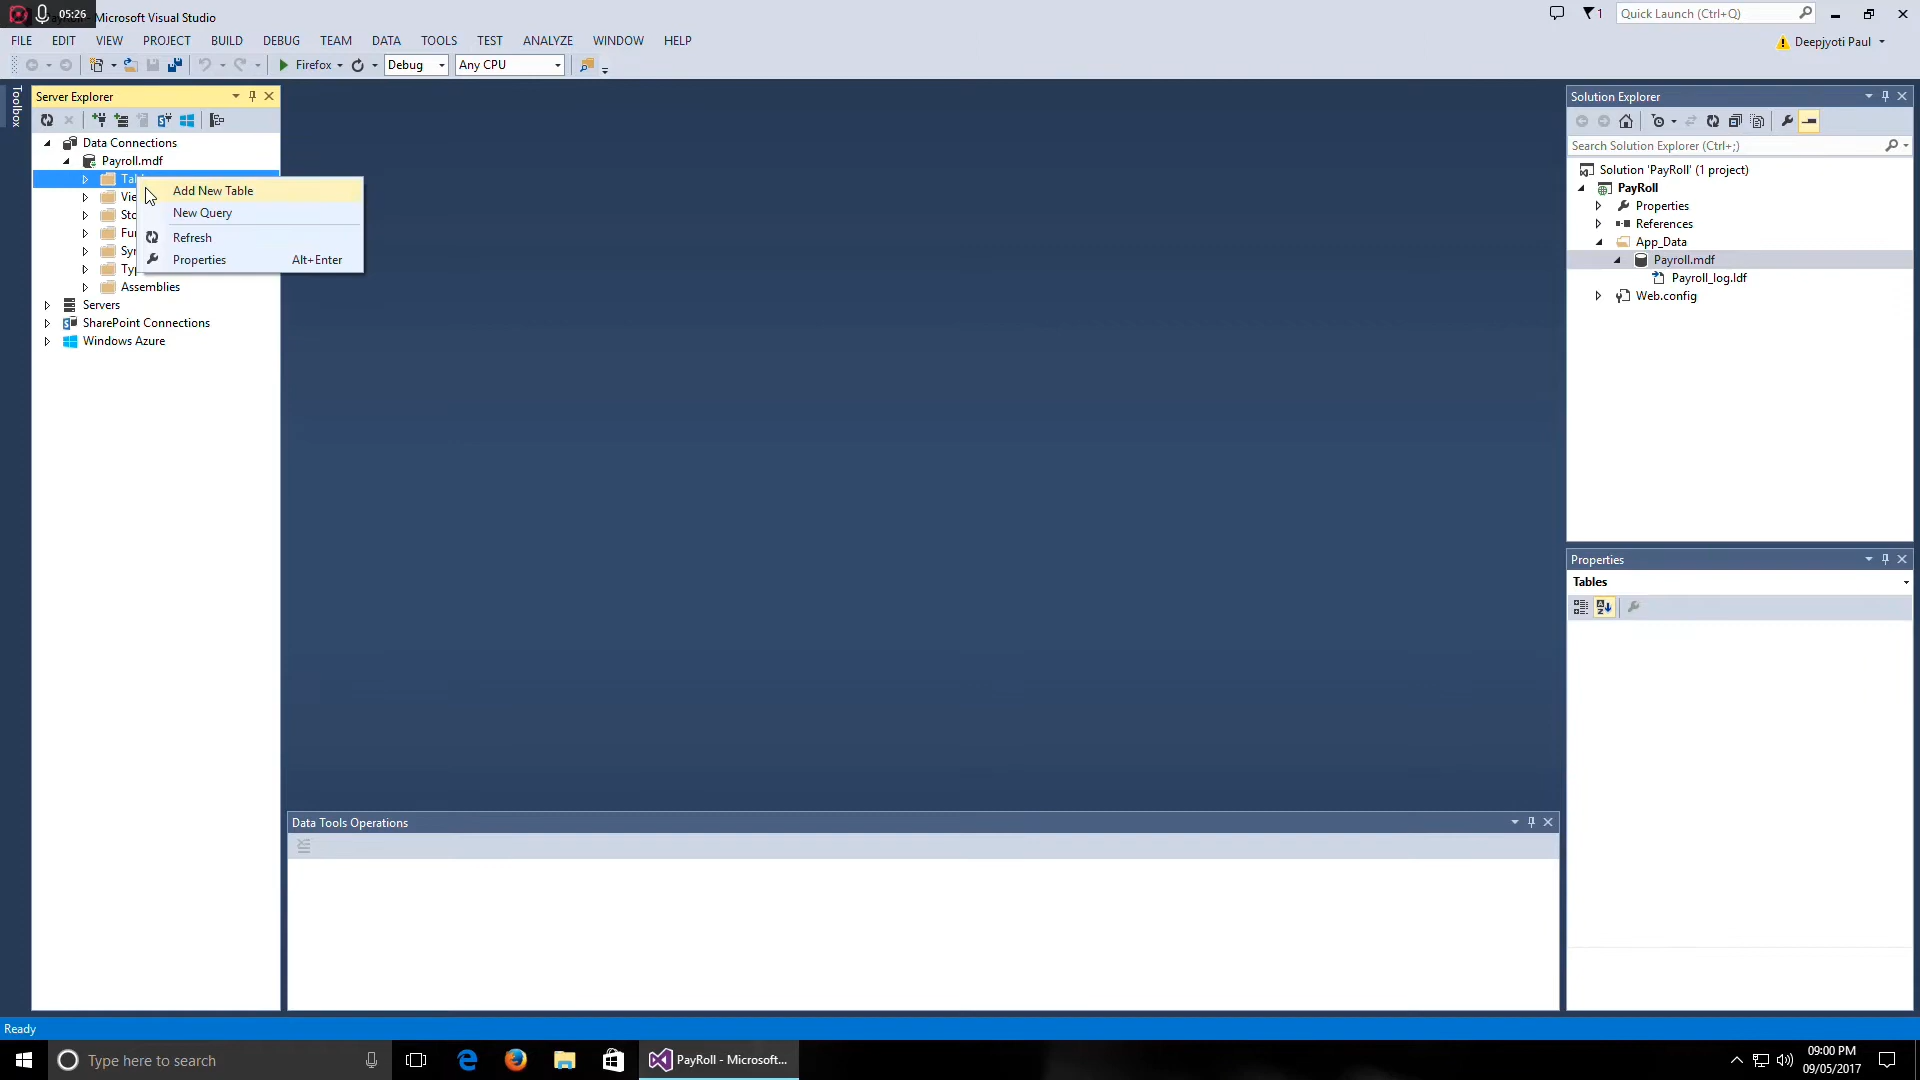 05:26
- Microsoft Visual Studio
1
Quick Launch (Ctrl+Q)
FILE EDIT VIEW PROJECT BUILD DEBUG TEAM DATA TOOLS TEST ANALYZE WINDOW HELP
Deepjyoti Paul
Firefox
Debug
Any CPU
Toolbox
Server Explorer
Data Connections
Payroll.mdf
Assemblies
Servers
SharePoint Connections
Windows Azure
Add New Table
New Query
Refresh
Properties Alt+Enter
Data Tools Operations
Solution Explorer
Search Solution Explorer (Ctrl+;)
Solution 'PayRoll' (1 project)
PayRoll
Properties
References
App_Data
Payroll.mdf
Payroll_log.ldf
Web.config
Properties
Tables
Ready
Type here to search
PayRoll - Microsoft...
09:00 PM
09/05/2017